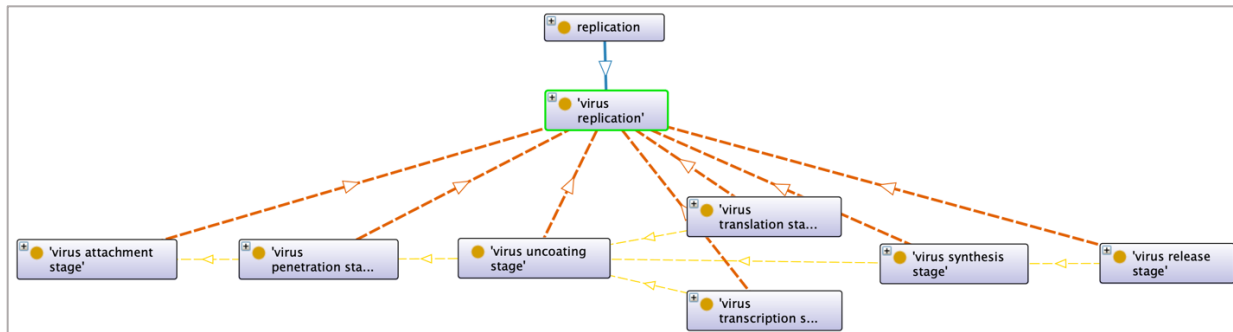 replication
'virus
replication'
'virus
translation sta...
'virus attachment
stage'
'virus
penetration sta...
'virus uncoating
stage'
'virus synthesis
stage'
'virus release
stage'
'virus
transcription s...